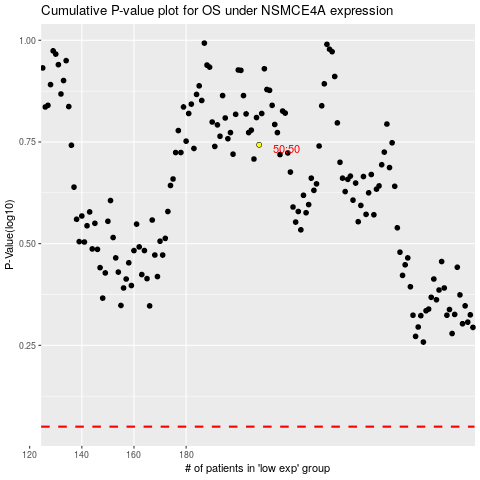 Cumulative P-value plot for OS under NSMCE4A expression
P-Value(log10)
1.00
0.75
0.50
0.25
50:50
120 140 160 180
# of patients in 'low exp' group